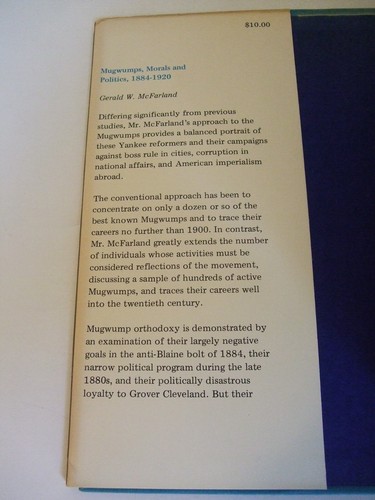 $10.00
Mugwumps, Morals and
Politics, 1884-1920
Gerald W. McFarland
Differing significantly from previous
studies, Mr. McFarland's approach to the
Mugwumps provides a balanced portrait of
these Yankee reformers and their campaigns
against boss rule in cities, corruption in
national affairs, and American imperialism
abroad.
The conventional approach has been to
concentrate on only a dozen or so of the
best known Mugwumps and to trace their
careers no further than 1900. In contrast,
Mr. McFarland greatly extends the number
of individuals whose activities must be
considered reflections of the movement,
discussing a sample of hundreds of active
Mugwumps, and traces their careers well
into the twentieth century.
Mugwump orthodoxy is demonstrated by
an examination of their largely negative
goals in the anti-Blaine bolt of 1884, their
narrow political program during the late
1880s, and their politically disastrous
loyalty to Grover Cleveland. But their